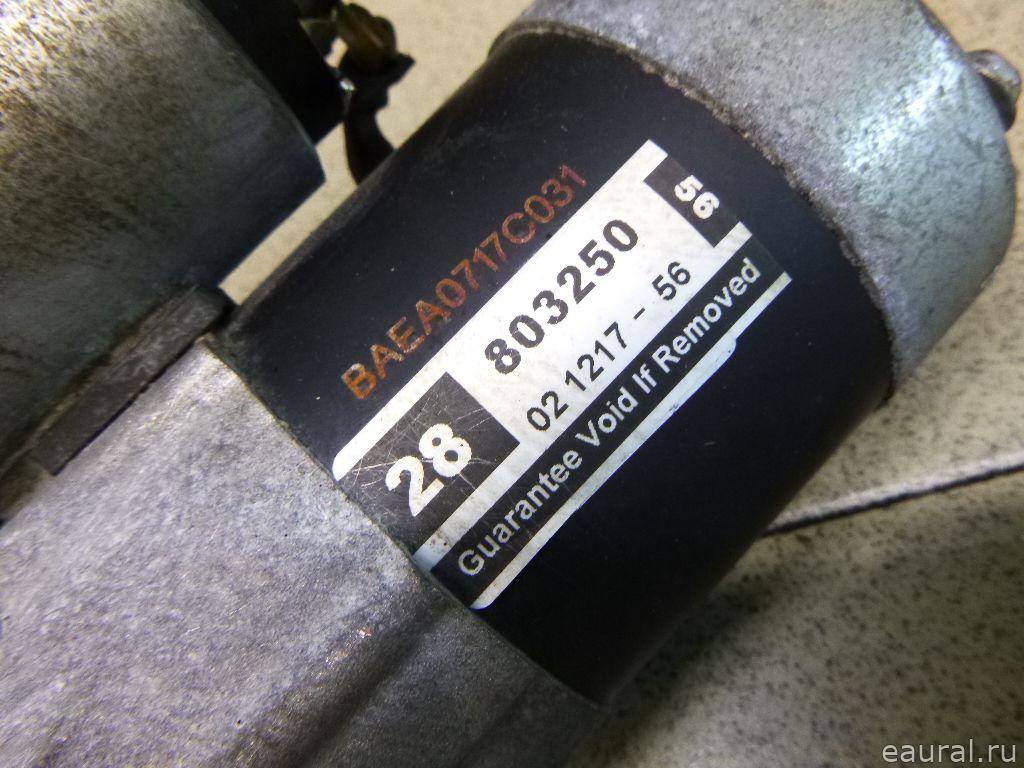 BAEA0717C031
56
803250
02 1217 - 56
28
Guarantee Void If Removed
eaural.ru